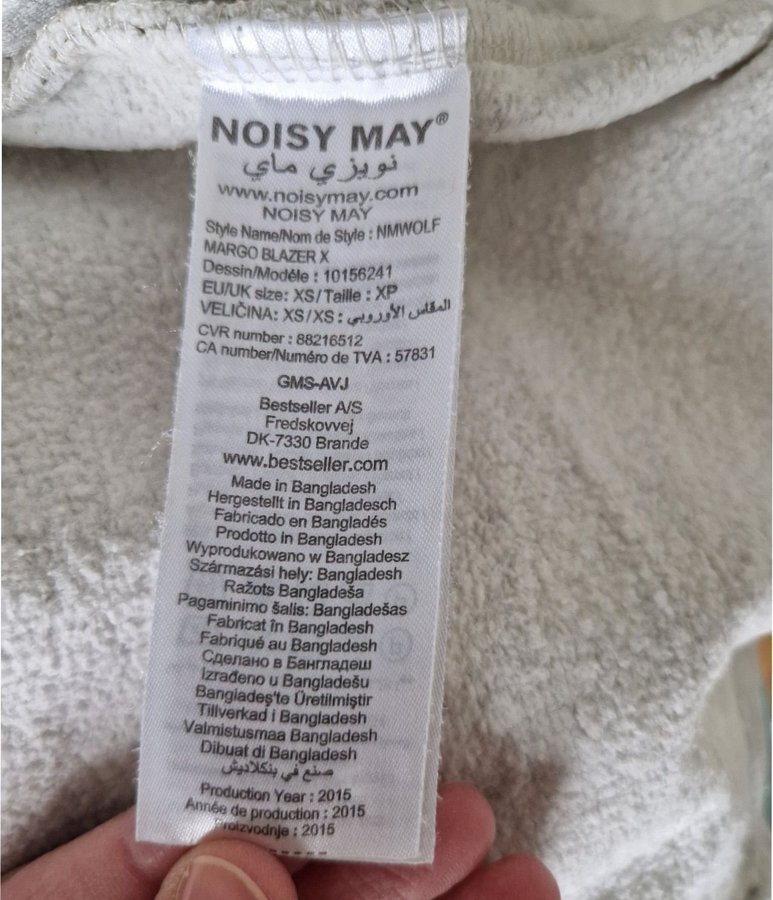 NOISY MAY®
نويزي ماي
www.noisymay.com
NOISY MAY
Style Name/Nom de Style : NMWOLF
MARGO BLAZER X
Dessin/Modéle : 10156241
EU/UK size: XS/Taille : XP
VELIČINA: XS/XS : المقاس الأوروبي
CVR number : 88216512
CA number/Numéro de TVA : 57831
GMS-AVJ
Bestseller A/S
Fredskovvej
DK-7330 Brande
www.bestseller.com
Made in Bangladesh
Hergestellt in Bangladesch
Fabricado en Bangladés
Prodotto in Bangladesh
Wyprodukowano w Bangladesz
Származási hely: Bangladesh
Ražots Bangladeša
Pagaminimo šalis: Bangladešas
Fabricat în Bangladesh
Fabriqué au Bangladesh
Сделано в Бангладеш
Izrađeno u Bangladešu
Bangladeş'te Üretilmiştir
Tillverkad i Bangladesh
Valmistusmaa Bangladesh
Dibuat di Bangladesh
صنع في بنكلاديش
Production Year : 2015
Année de production : 2015
Proizvodnje : 2015